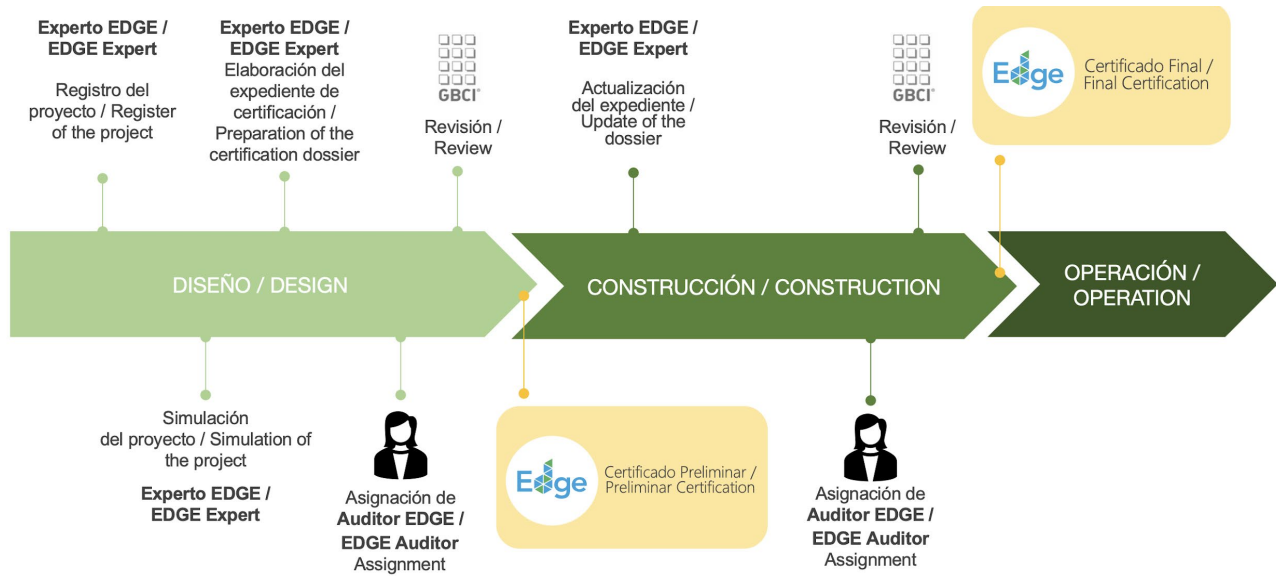 Experto EDGE /
EDGE Expert
Registro del
proyecto / Register
of the project
Experto EDGE /
EDGE Expert
Elaboración del
expediente de
certificación /
Preparation of the
certification dossier
GBCI®
Revisión /
Review
Experto EDGE /
EDGE Expert
Actualización
del expediente /
Update of the
dossier
GBCI®
Revisión /
Review
Edge
Certificado Final /
Final Certification
DISEÑO / DESIGN
CONSTRUCCIÓN / CONSTRUCTION
OPERACIÓN /
OPERATION
Simulación
del proyecto / Simulation of
the project
Experto EDGE /
EDGE Expert
Asignación de
Auditor EDGE /
EDGE Auditor
Assignment
Edge
Certificado Preliminar /
Preliminar Certification
Asignación de
Auditor EDGE /
EDGE Auditor
Assignment